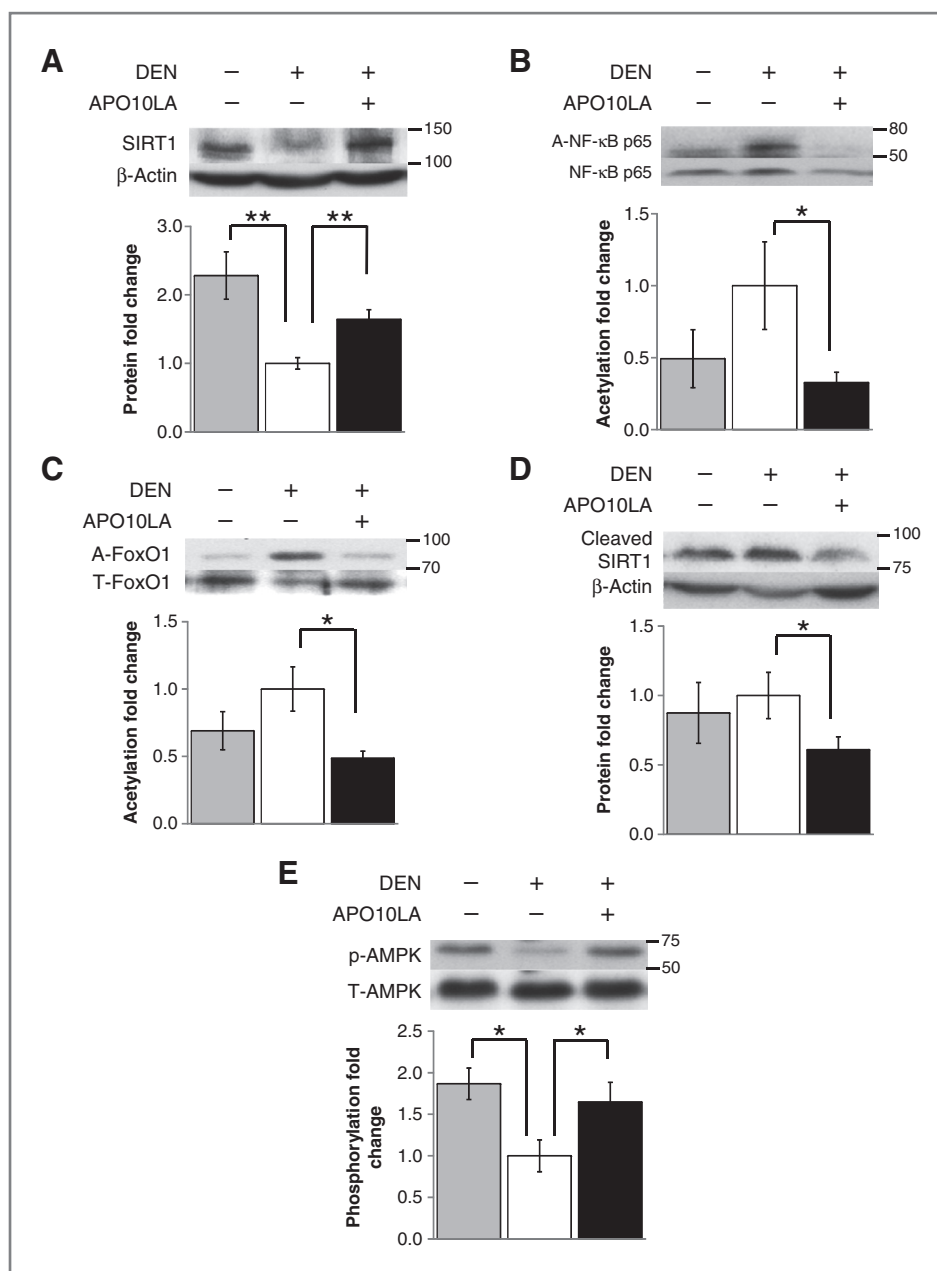 A
DEN − + +
APO10LA − − +
SIRT1
150
100
β-Actin
** **
Protein fold change
3.0
2.0
1.0
0.0
B
DEN − + +
APO10LA − − +
A-NF-κB p65
80
50
NF-κB p65
*
Acetylation fold change
1.5
1.0
0.5
0.0
C
DEN − + +
APO10LA − − +
A-FoxO1
100
70
T-FoxO1
*
Acetylation fold change
1.5
1.0
0.5
0.0
D
DEN − + +
APO10LA − − +
Cleaved
SIRT1
100
75
β-Actin
*
Protein fold change
1.5
1.0
0.5
0.0
E
DEN − + +
APO10LA − − +
p-AMPK
75
50
T-AMPK
* *
Phosphorylation fold
change
2.5
2.0
1.5
1.0
0.5
0.0